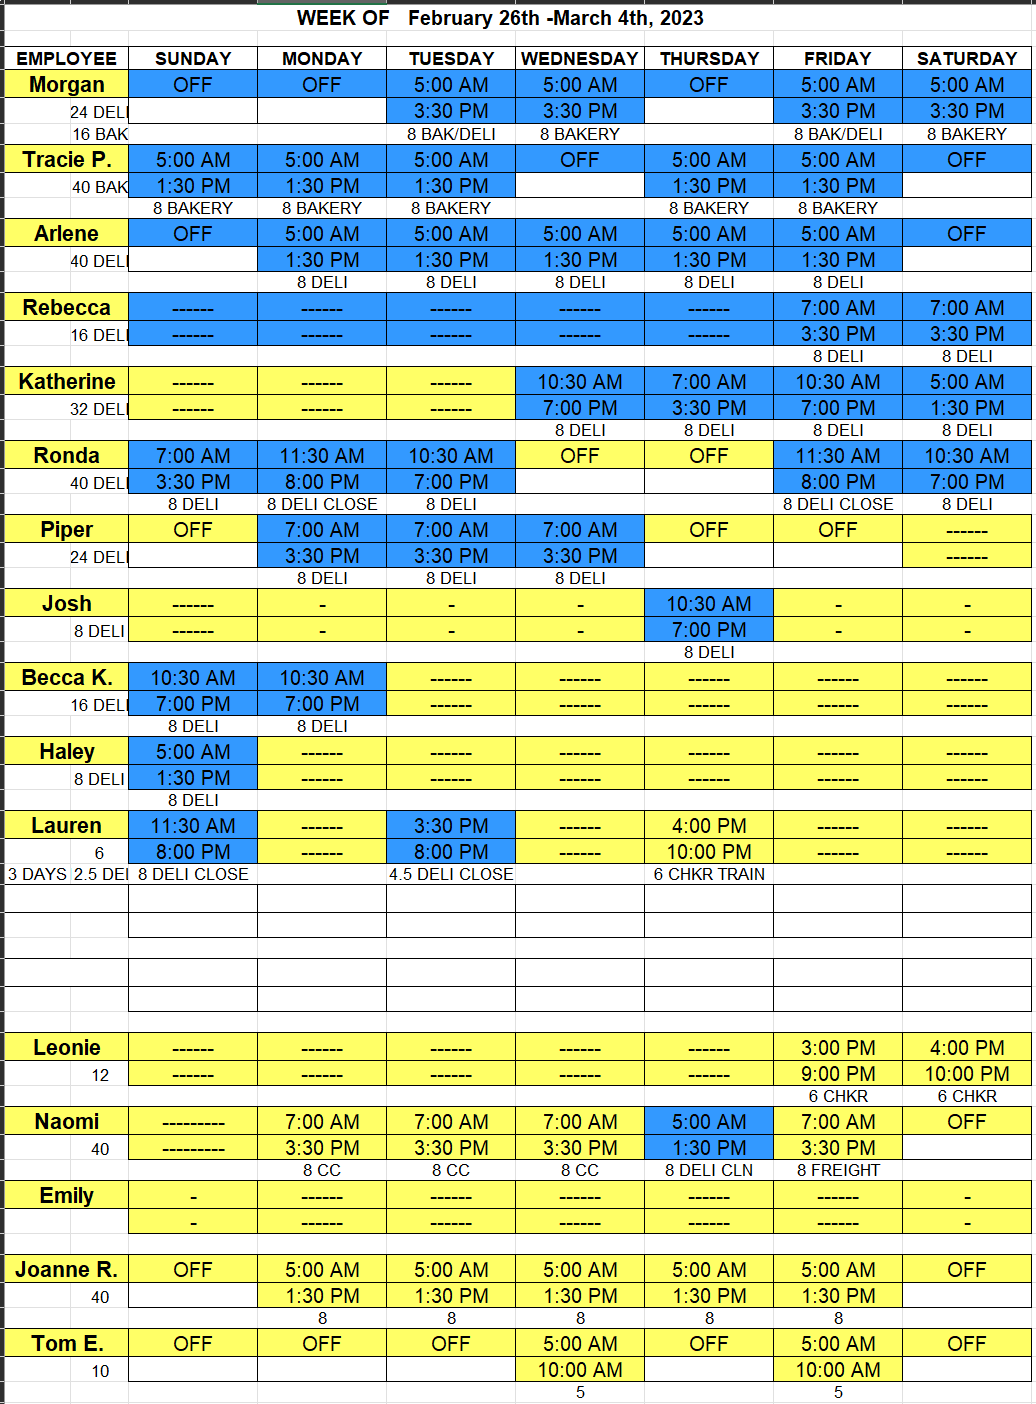 WEEK OF February 26th -March 4th, 2023
EMPLOYEE SUNDAY MONDAY TUESDAY WEDNESDAY THURSDAY FRIDAY SATURDAY
Morgan OFF OFF 5:00 AM 5:00 AM OFF 5:00 AM 5:00 AM
24 DELI 3:30 PM 3:30 PM 3:30 PM 3:30 PM
16 BAK 8 BAK/DELI 8 BAKERY 8 BAK/DELI 8 BAKERY
Tracie P. 5:00 AM 5:00 AM 5:00 AM OFF 5:00 AM 5:00 AM OFF
40 BAK 1:30 PM 1:30 PM 1:30 PM 1:30 PM 1:30 PM
8 BAKERY 8 BAKERY 8 BAKERY 8 BAKERY 8 BAKERY
Arlene OFF 5:00 AM 5:00 AM 5:00 AM 5:00 AM 5:00 AM OFF
40 DELI 1:30 PM 1:30 PM 1:30 PM 1:30 PM 1:30 PM
8 DELI 8 DELI 8 DELI 8 DELI 8 DELI
Rebecca ------ ------ ------ ------ ------ 7:00 AM 7:00 AM
16 DELI ------ ------ ------ ------ ------ 3:30 PM 3:30 PM
8 DELI 8 DELI
Katherine ------ ------ ------ 10:30 AM 7:00 AM 10:30 AM 5:00 AM
32 DELI ------ ------ ------ 7:00 PM 3:30 PM 7:00 PM 1:30 PM
8 DELI 8 DELI 8 DELI 8 DELI
Ronda 7:00 AM 11:30 AM 10:30 AM OFF OFF 11:30 AM 10:30 AM
40 DELI 3:30 PM 8:00 PM 7:00 PM 8:00 PM 7:00 PM
8 DELI 8 DELI CLOSE 8 DELI 8 DELI CLOSE 8 DELI
Piper OFF 7:00 AM 7:00 AM 7:00 AM OFF OFF ------
24 DELI 3:30 PM 3:30 PM 3:30 PM ------
8 DELI 8 DELI 8 DELI
Josh ------ - - - 10:30 AM - -
8 DELI ------ - - - 7:00 PM - -
8 DELI
Becca K. 10:30 AM 10:30 AM ------ ------ ------ ------ ------
16 DELI 7:00 PM 7:00 PM ------ ------ ------ ------ ------
8 DELI 8 DELI
Haley 5:00 AM ------ ------ ------ ------ ------ ------
8 DELI 1:30 PM ------ ------ ------ ------ ------ ------
8 DELI
Lauren 11:30 AM ------ 3:30 PM ------ 4:00 PM ------ ------
6 8:00 PM ------ 8:00 PM ------ 10:00 PM ------ ------
3 DAYS 2.5 DEI 8 DELI CLOSE 4.5 DELI CLOSE 6 CHKR TRAIN
Leonie ------ ------ ------ ------ ------ 3:00 PM 4:00 PM
12 ------ ------ ------ ------ ------ 9:00 PM 10:00 PM
6 CHKR 6 CHKR
Naomi --------- 7:00 AM 7:00 AM 7:00 AM 5:00 AM 7:00 AM OFF
40 --------- 3:30 PM 3:30 PM 3:30 PM 1:30 PM 3:30 PM
8 CC 8 CC 8 CC 8 DELI CLN 8 FREIGHT
Emily - ------ ------ ------ ------ ------ -
- ------ ------ ------ ------ ------ -
Joanne R. OFF 5:00 AM 5:00 AM 5:00 AM 5:00 AM 5:00 AM OFF
40 1:30 PM 1:30 PM 1:30 PM 1:30 PM 1:30 PM
8 8 8 8 8
Tom E. OFF OFF OFF 5:00 AM OFF 5:00 AM OFF
10 10:00 AM 10:00 AM
5 5